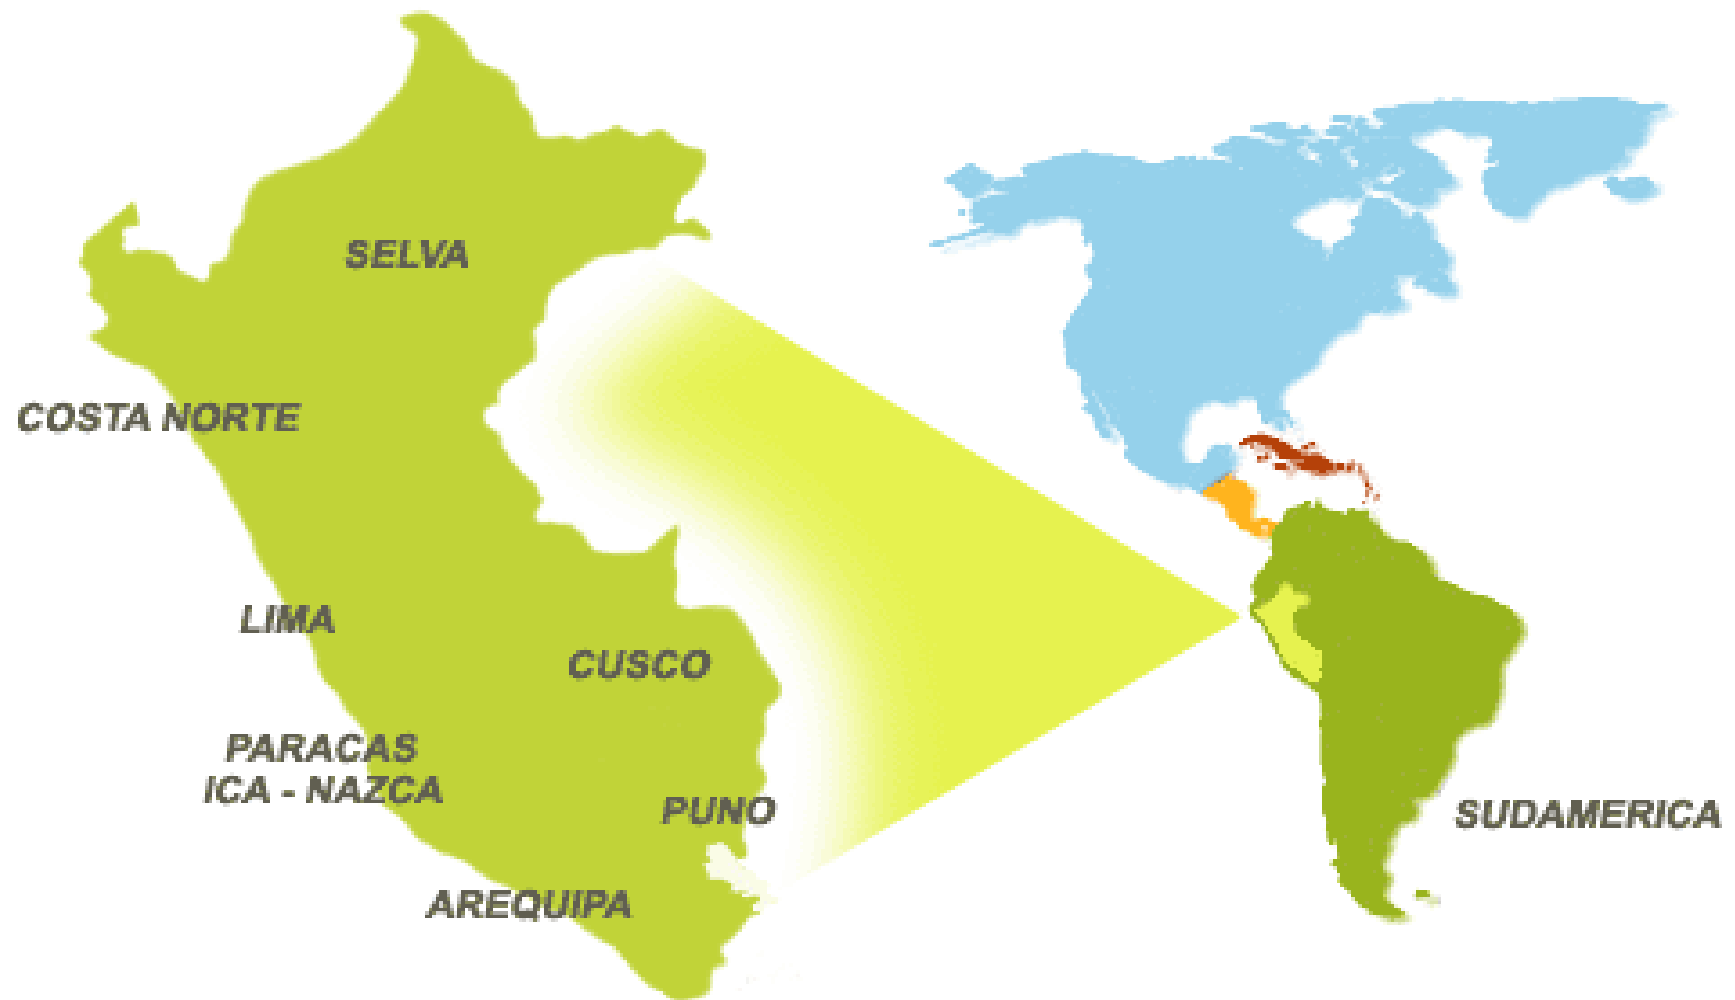 SELVA
COSTA NORTE
LIMA
CUSCO
PARACAS
ICA - NAZCA
PUNO
AREQUIPA
SUDAMERICA